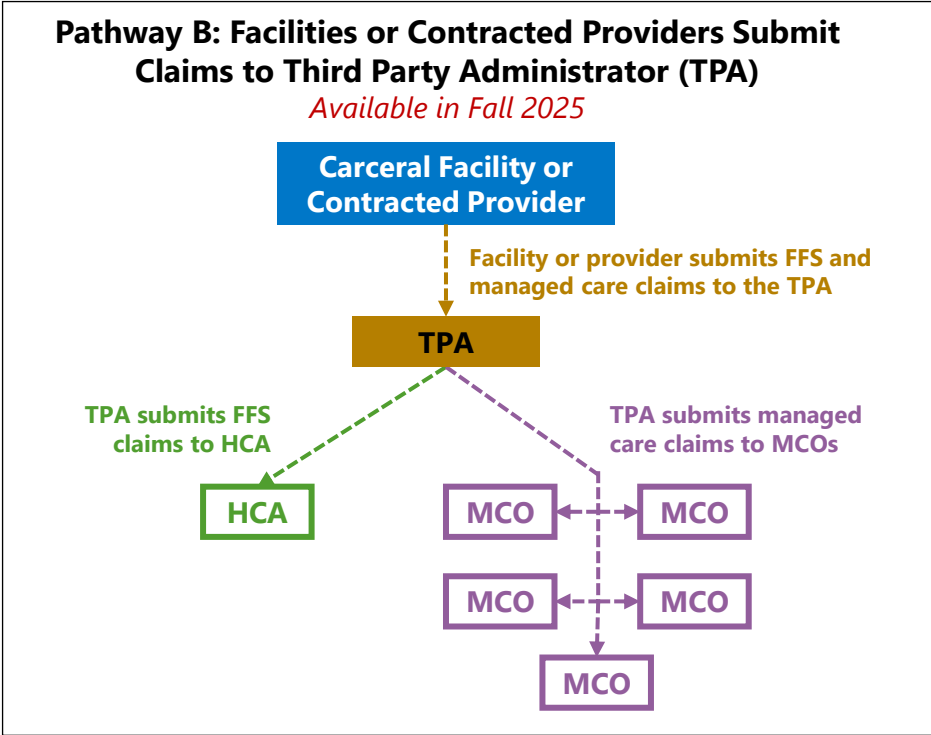 Pathway B: Facilities or Contracted Providers Submit
Claims to Third Party Administrator (TPA)
Available in Fall 2025
Carceral Facility or
Contracted Provider
Facility or provider submits FFS and
managed care claims to the TPA
TPA
TPA submits FFS
claims to HCA
TPA submits managed
care claims to MCOs
HCA
MCO
MCO
MCO
MCO
MCO